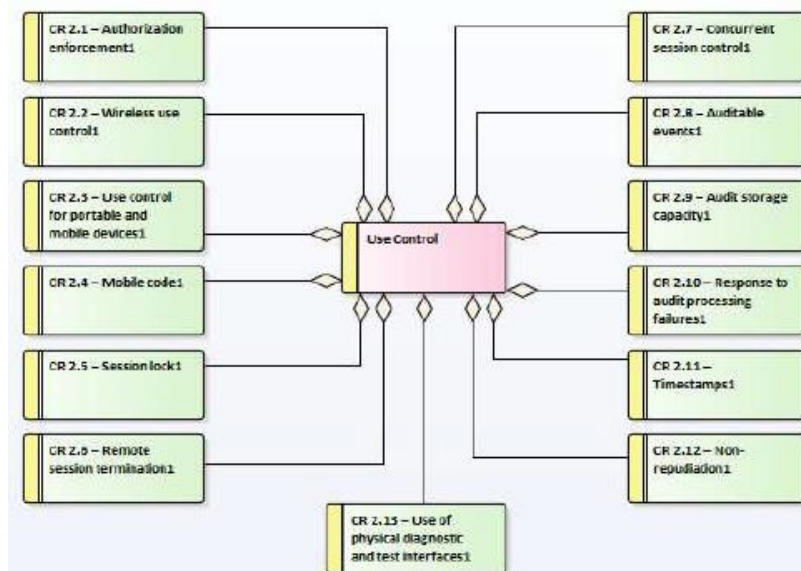 CR 2.1 – Authorization
enforcement1
CR 2.2 – Wireless use
control1
CR 2.3 – Use control
for portable and
mobile devices1
CR 2.4 – Mobile code1
CR 2.5 – Session lock1
CR 2.6 – Remote
session termination1
Use Control
CR 2.7 – Concurrent
session control1
CR 2.8 – Auditable
events1
CR 2.9 – Audit storage
capacity1
CR 2.10 – Response to
audit processing
failures1
CR 2.11 –
Timestamps1
CR 2.12 – Non-
repudiation1
CR 2.13 – Use of
physical diagnostic
and test interfaces1